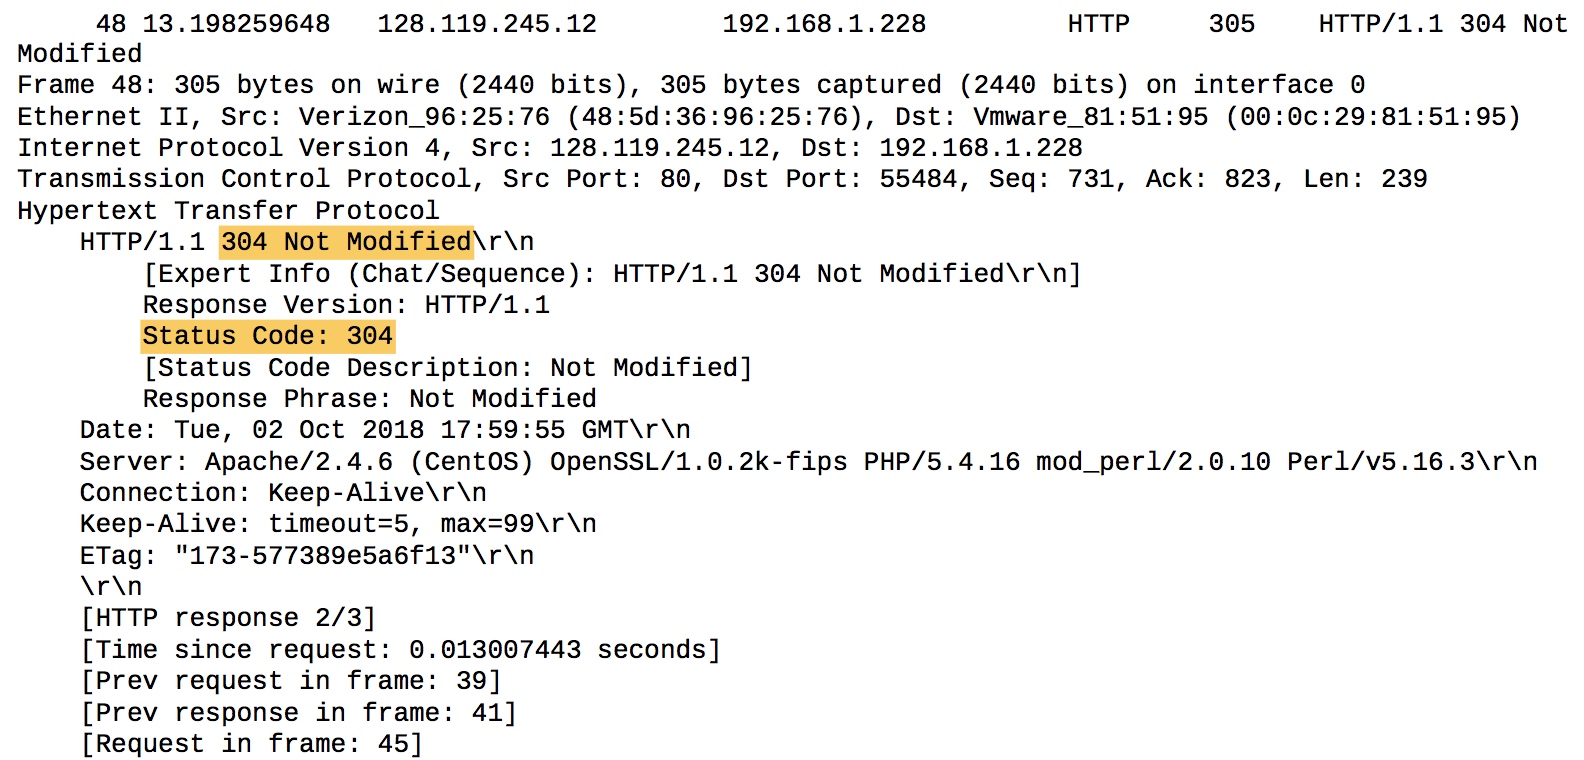 48 13.198259648 128.119.245.12 192.168.1.228 HTTP 305 HTTP/1.1 304 Not
Modified
Frame 48: 305 bytes on wire (2440 bits), 305 bytes captured (2440 bits) on interface 0
Ethernet II, Src: Verizon_96:25:76 (48:5d:36:96:25:76), Dst: Vmware_81:51:95 (00:0c:29:81:51:95)
Internet Protocol Version 4, Src: 128.119.245.12, Dst: 192.168.1.228
Transmission Control Protocol, Src Port: 80, Dst Port: 55484, Seq: 731, Ack: 823, Len: 239
Hypertext Transfer Protocol
HTTP/1.1 304 Not Modified\r\n
[Expert Info (Chat/Sequence): HTTP/1.1 304 Not Modified\r\n]
Response Version: HTTP/1.1
Status Code: 304
[Status Code Description: Not Modified]
Response Phrase: Not Modified
Date: Tue, 02 Oct 2018 17:59:55 GMT\r\n
Server: Apache/2.4.6 (CentOS) OpenSSL/1.0.2k-fips PHP/5.4.16 mod_perl/2.0.10 Perl/v5.16.3\r\n
Connection: Keep-Alive\r\n
Keep-Alive: timeout=5, max=99\r\n
ETag: "173-577389e5a6f13"\r\n
\r\n
[HTTP response 2/3]
[Time since request: 0.013007443 seconds]
[Prev request in frame: 39]
[Prev response in frame: 41]
[Request in frame: 45]